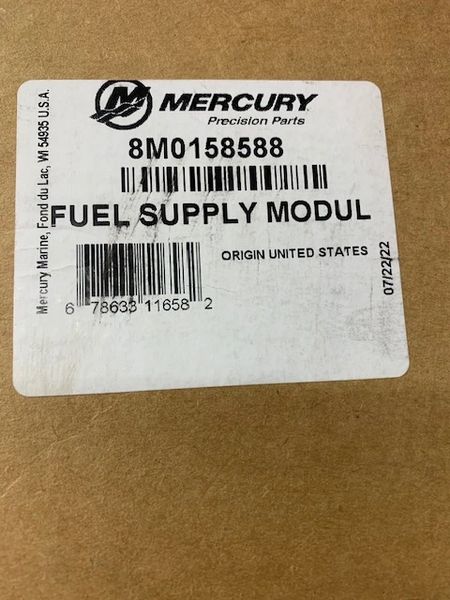 MERCURY
Precision Parts
8M0158588
FUEL SUPPLY MODUL
ORIGIN UNITED STATES
6 78633 11658 2
Mercury Marine, Fond du Lac, WI 54935 U.S.A.
07/22/22